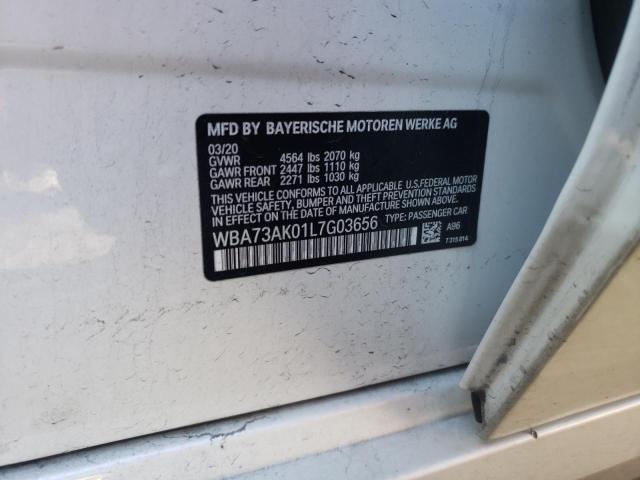 MFD BY BAYERISCHE MOTOREN WERKE AG
03/20
GVWR 4564 lbs 2070 kg
GAWR FRONT 2447 lbs 1110 kg
GAWR REAR 2271 lbs 1030 kg
THIS VEHICLE CONFORMS TO ALL APPLICABLE U.S.FEDERAL MOTOR
VEHICLE SAFETY, BUMPER AND THEFT PREVENTION STANDARDS
IN EFFECT ON THE DATE OF MANUFACTURE SHOWN ABOVE.
WBA73AK01L7G03656 TYPE: PASSENGER CAR
A96
T 315 814